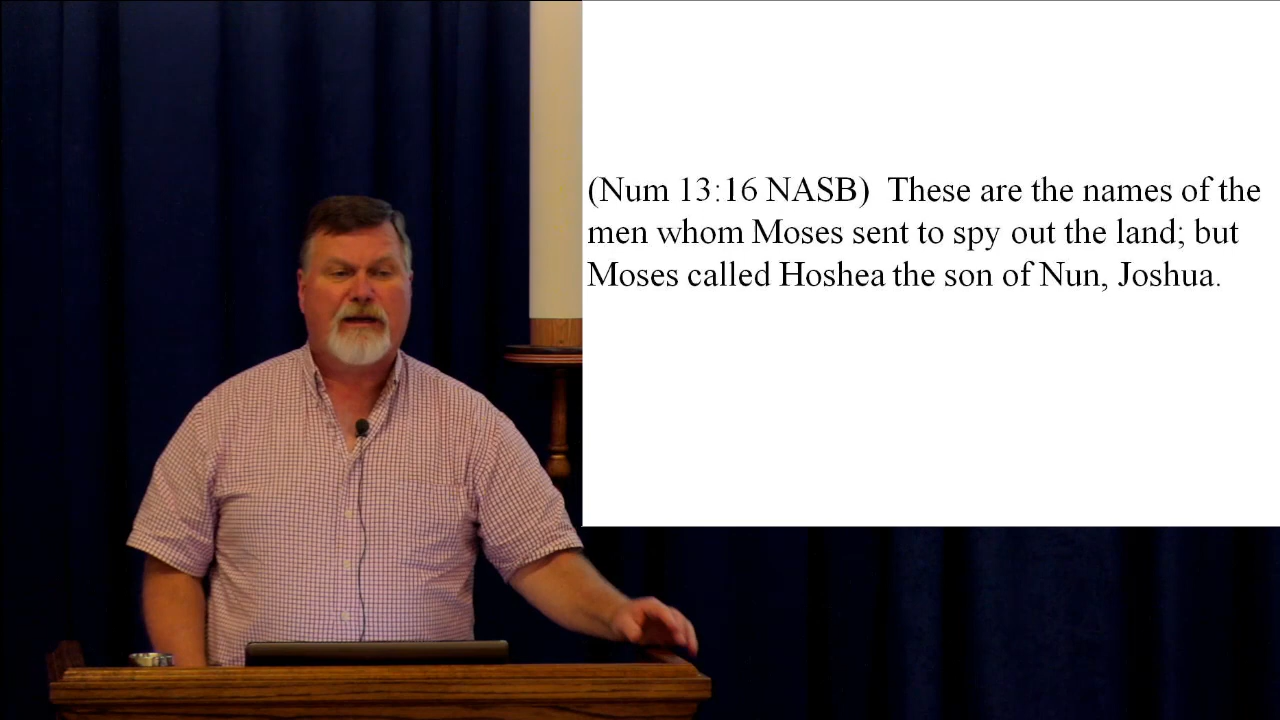 (Num 13:16 NASB)  These are the names of the
men whom Moses sent to spy out the land; but
Moses called Hoshea the son of Nun, Joshua.